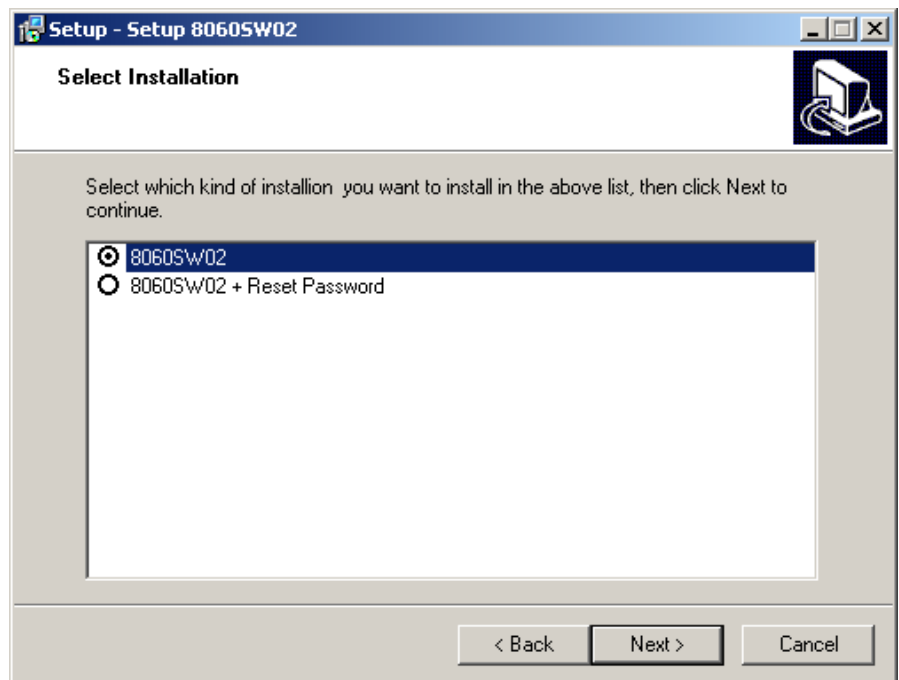 Setup - Setup 8060SW02
Select Installation
Select which kind of installion  you want to install in the above list, then click Next to
continue.
8060SW02
8060SW02 + Reset Password
< Back
Next >
Cancel